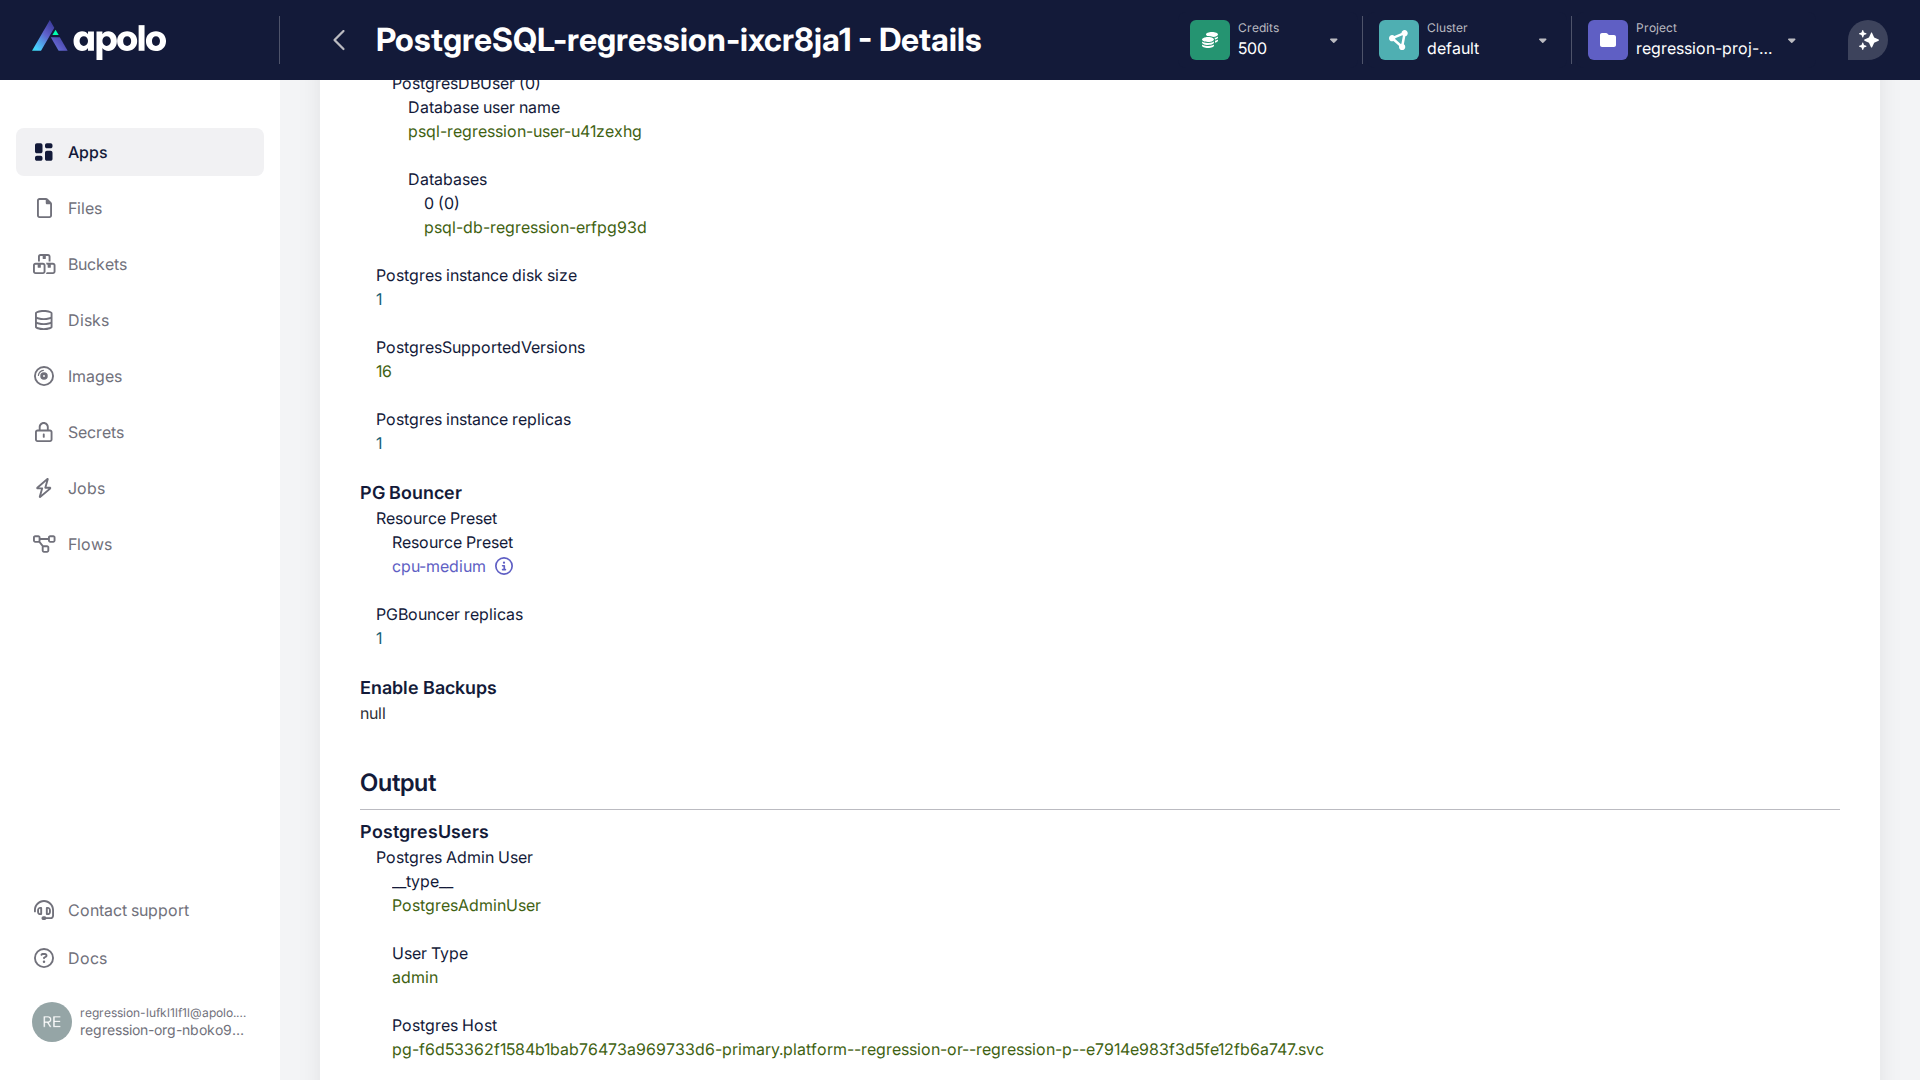 apolo
PostgreSQL-regression-ixcr8ja1 - Details
Credits
500
Cluster
default
Project
regression-proj-...
Apps
Files
Buckets
Disks
Images
Secrets
Jobs
Flows
Contact support
Docs
RE
regression-lufkl1lf1l@apolo....
regression-org-nboko9...
PostgresDBUser (0)
Database user name
psql-regression-user-u41zexhg
Databases
0 (0)
psql-db-regression-erfpg93d
Postgres instance disk size
1
PostgresSupportedVersions
16
Postgres instance replicas
1
PG Bouncer
Resource Preset
Resource Preset
cpu-medium
PGBouncer replicas
1
Enable Backups
null
Output
PostgresUsers
Postgres Admin User
__type__
PostgresAdminUser
User Type
admin
Postgres Host
pg-f6d53362f1584b1bab76473a969733d6-primary.platform--regression-or--regression-p--e7914e983f3d5fe12fb6a747.svc